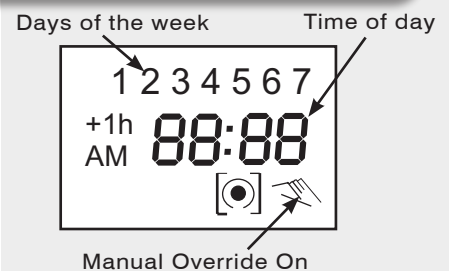 Days of the week
Time of day
1 2 3 4 5 6 7
+1h
AM
88:88
Manual Override On